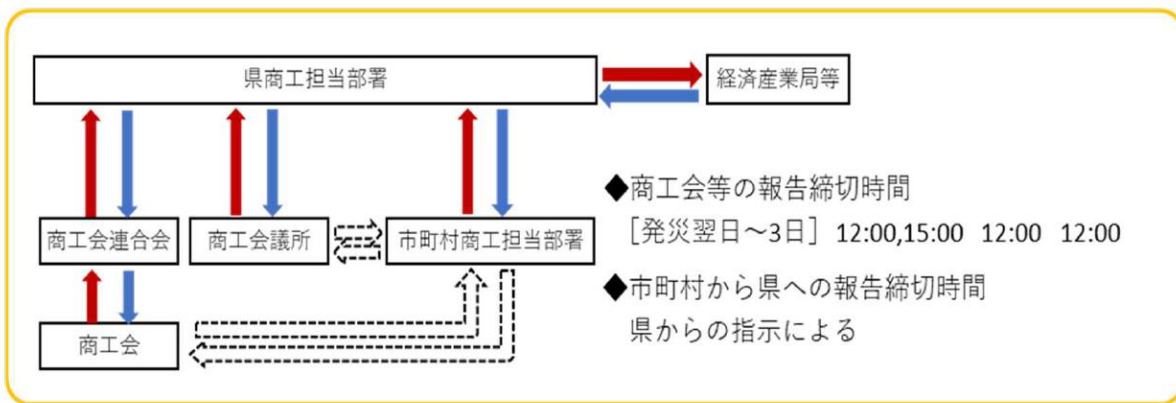 県商工担当部署
経済産業局等
商工会連合会
商工会議所
市町村商工担当部署
商工会
◆商工会等の報告締切時間
［発災翌日～3日］ 12:00,15:00 12:00 12:00
◆市町村から県への報告締切時間
県からの指示による